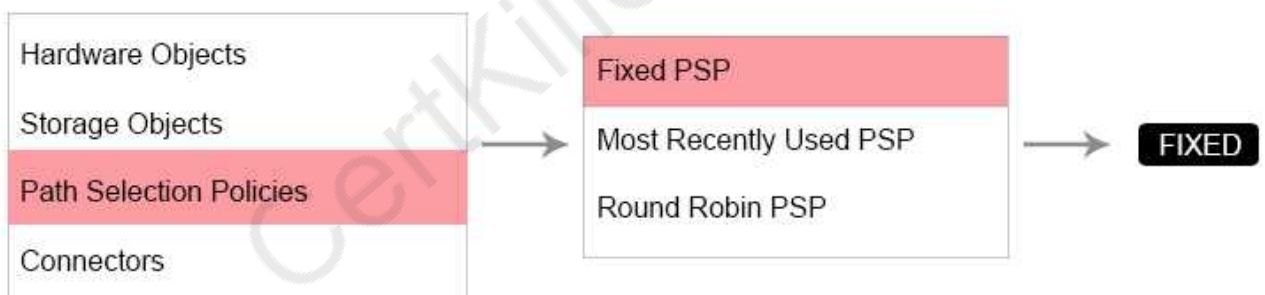 Hardware Objects
Storage Objects
Path Selection Policies
Connectors
Fixed PSP
Most Recently Used PSP
Round Robin PSP
FIXED